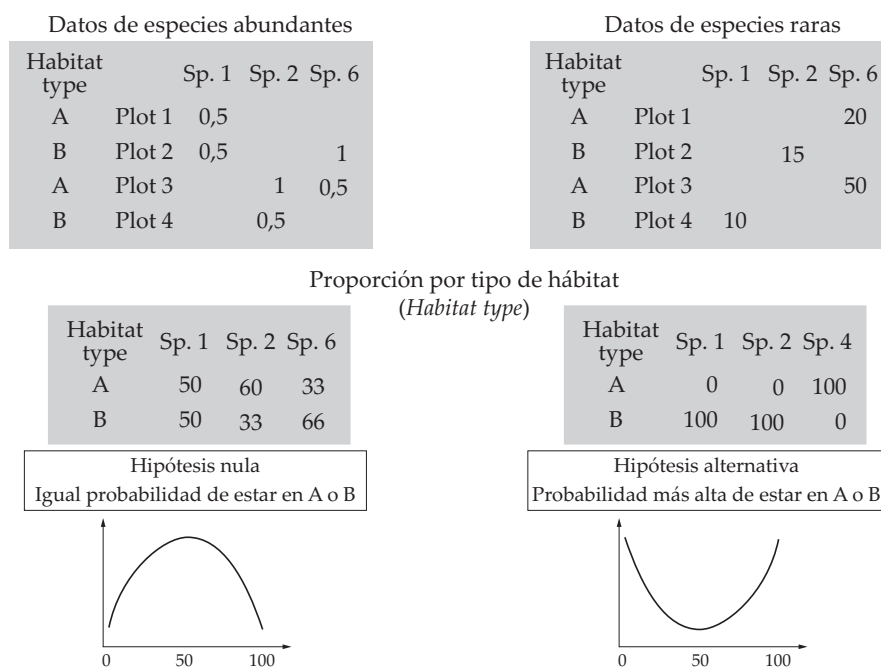 Datos de especies abundantes
Habitat type Sp. 1 Sp. 2 Sp. 6
A Plot 1 0,5
B Plot 2 0,5 1
A Plot 3 1 0,5
B Plot 4 0,5
Datos de especies raras
Habitat type Sp. 1 Sp. 2 Sp. 6
A Plot 1 20
B Plot 2 15
A Plot 3 50
B Plot 4 10
Proporción por tipo de hábitat
(Habitat type)
Habitat type Sp. 1 Sp. 2 Sp. 6
A 50 60 33
B 50 33 66
Hipótesis nula
Igual probabilidad de estar en A o B
0 50 100
Habitat type Sp. 1 Sp. 2 Sp. 4
A 0 0 100
B 100 100 0
Hipótesis alternativa
Probabilidad más alta de estar en A o B
0 50 100